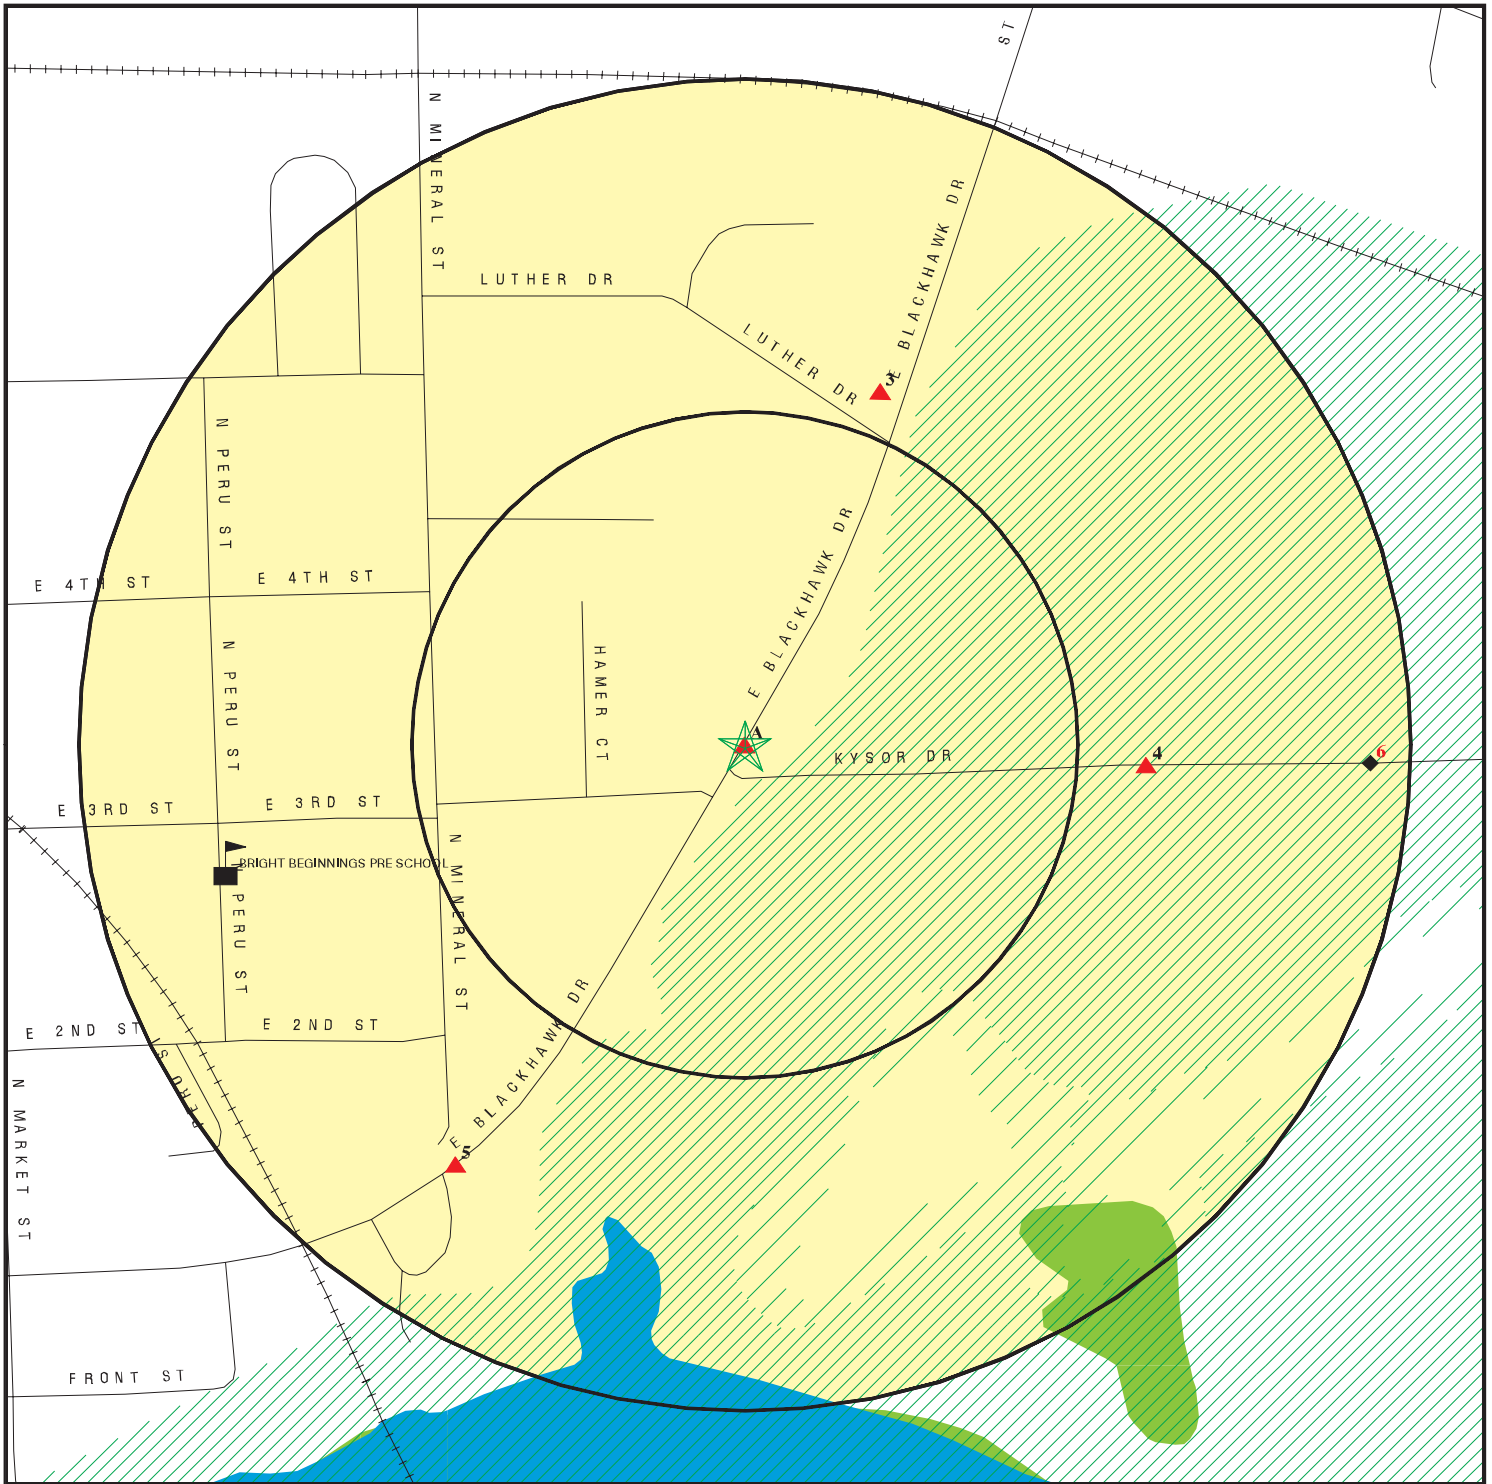 ST
N MINERAL ST
E BLACKHAWK DR
LUTHER DR
LUTHER DR
3
N PERU ST
E BLACKHAWK DR
E 4TH ST
E 4TH ST
N PERU ST
HAMER CT
A
KYSOR DR
4
6
E 3RD ST
E 3RD ST
BRIGHT BEGINNINGS PRE SCHOOL
N PERU ST
N MINERAL ST
E BLACKHAWK DR
E 2ND ST
E 2ND ST
PERU ST
N MARKET ST
5
FRONT ST